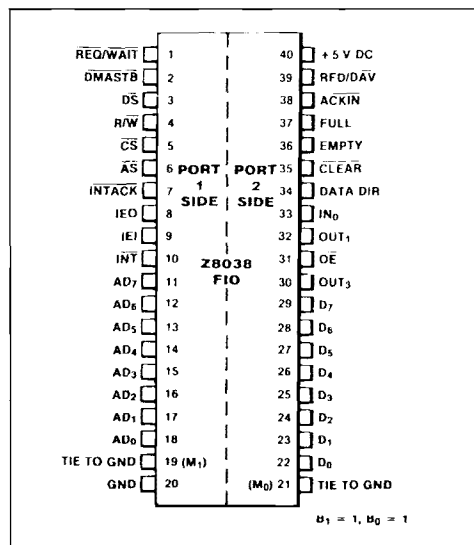 REQ/WAIT 1 40 + 5 V DC
DMASTB 2 39 RFD/DAV
DS 3 38 ACKIN
R/W 4 37 FULL
CS 5 36 EMPTY
AS 6 PORT PORT 35 CLEAR
INTACK 7 1 2 34 DATA DIR
SIDE SIDE
IEO 8 33 IN0
IEI 9 32 OUT1
INT 10 Z8038 31 OE
AD7 11 FIO 30 OUT3
AD6 12 29 D7
AD5 13 28 D6
AD4 14 27 D5
AD3 15 26 D4
AD2 16 25 D3
AD1 17 24 D2
AD0 18 23 D1
TIE TO GND 19 (M1) 22 D0
GND 20 (M0) 21 TIE TO GND
B1 = 1, B0 = 1